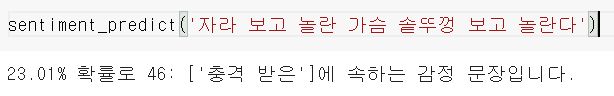 sentiment_predict('자라 보고 놀란 가슴 솥뚜껑 보고 놀란다')
23.01% 확률로 46: ['충격 받은']에 속하는 감정 문장입니다.